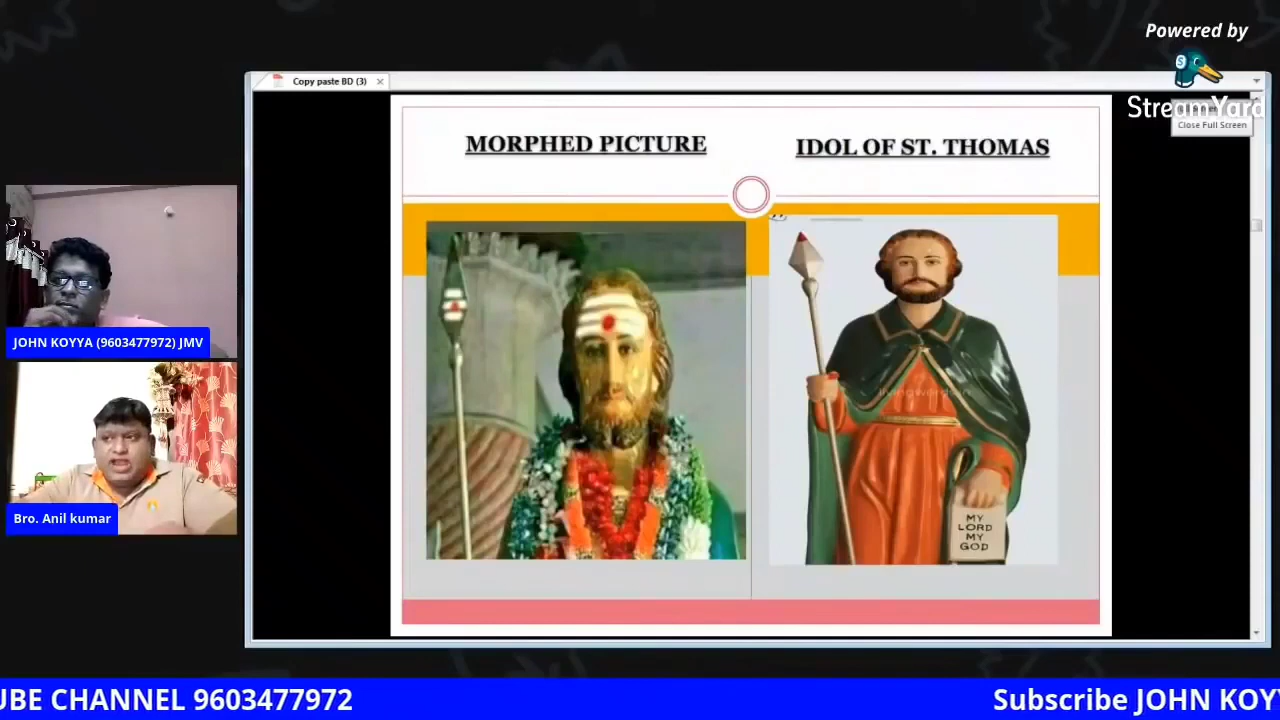 Powered by
StreamYard
Copy paste BD (3)
Close Full Screen
MORPHED PICTURE
IDOL OF ST. THOMAS
MY
LORD
MY
GOD
JOHN KOYYA (9603477972) JMV
Bro. Anil kumar
UBE CHANNEL 9603477972
Subscribe JOHN KOY